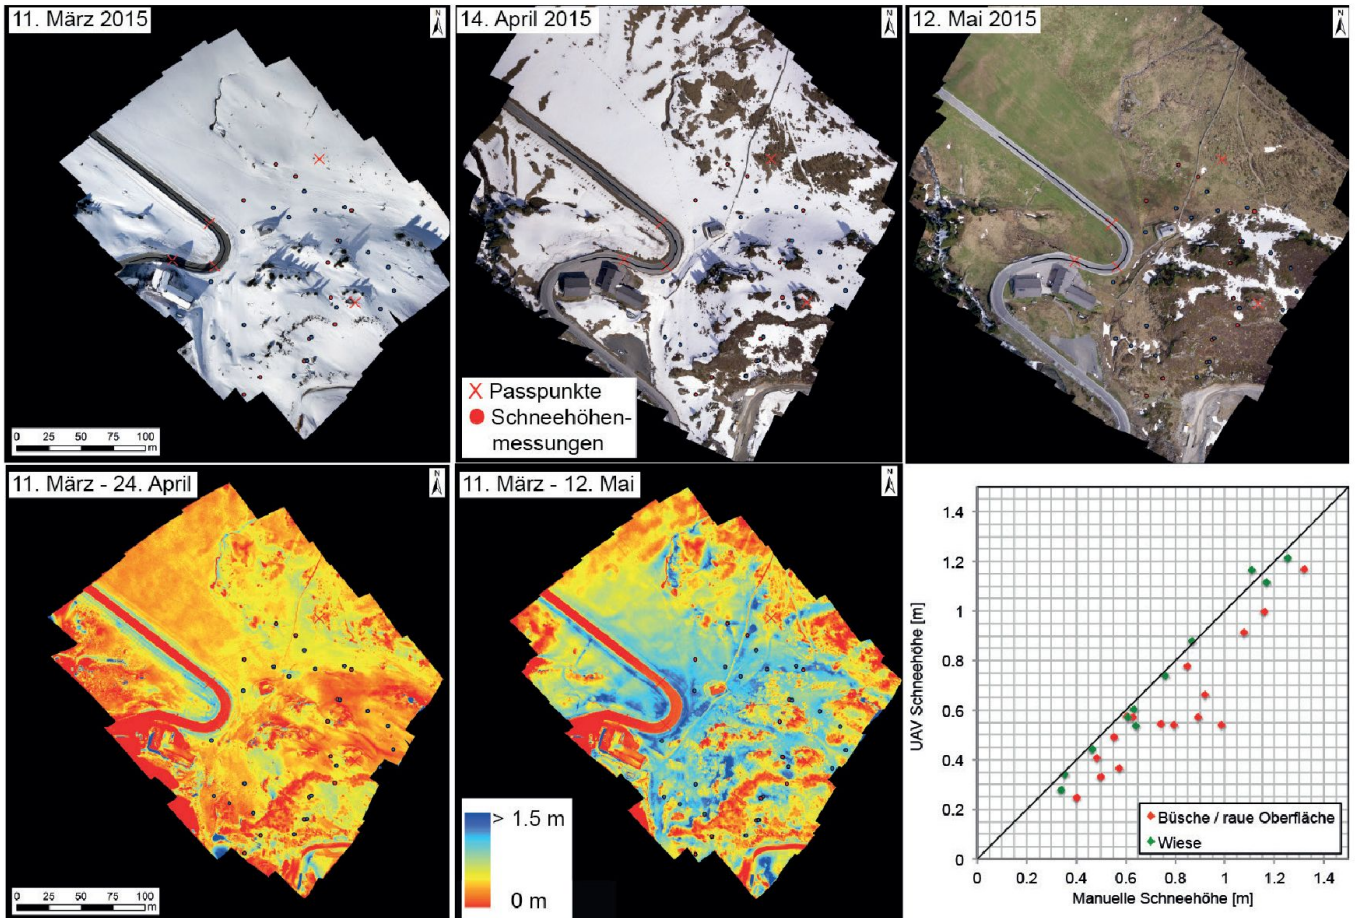 11. März 2015
N
14. April 2015
N
12. Mai 2015
N
X Passpunkte
Schneehöhen-
messungen
0 25 50 75 100
m
11. März - 24. April
N
11. März - 12. Mai
N
> 1.5 m
0 m
0 25 50 75 100
m
UAV Schneehöhe [m]
1.4
1.2
1
0.8
0.6
0.4
0.2
0
0 0.2 0.4 0.6 0.8 1 1.2 1.4
Manuelle Schneehöhe [m]
Büsche / raue Oberfläche
Wiese